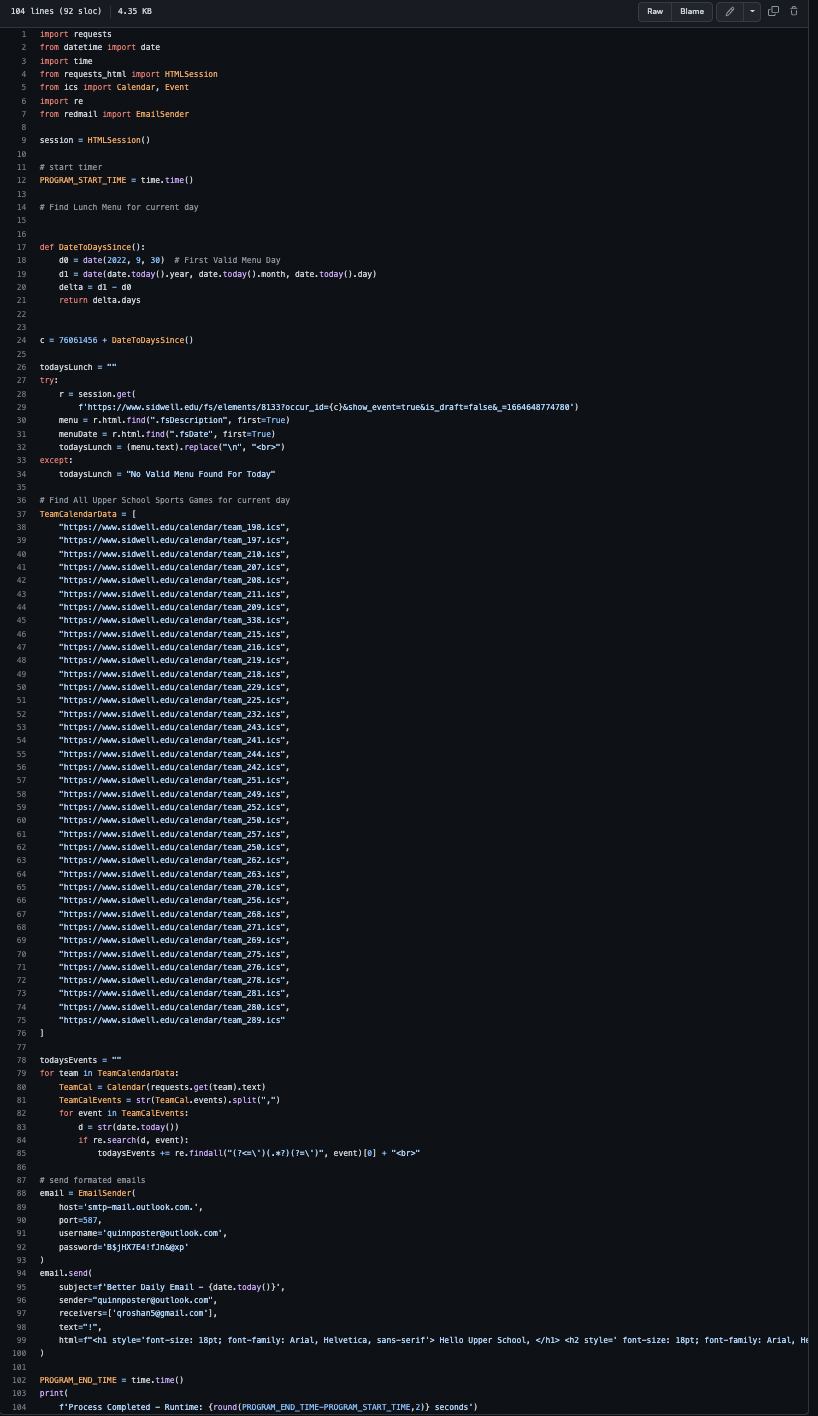 104 lines (92 sloc) 4.35 KB Raw Blame
1 import requests
2 from datetime import date
3 import time
4 from requests_html import HTMLSession
5 from ics import Calendar, Event
6 import re
7 from redmail import EmailSender
8
9 session = HTMLSession()
10
11 # start timer
12 PROGRAM_START_TIME = time.time()
13
14 # Find Lunch Menu for current day
15
16
17 def DateToDaysSince():
18     d0 = date(2022, 9, 30)  # First Valid Menu Day
19     d1 = date(date.today().year, date.today().month, date.today().day)
20     delta = d1 - d0
21     return delta.days
22
23
24 c = 76061456 + DateToDaysSince()
25
26 todaysLunch = ""
27 try:
28     r = session.get(
29         f'https://www.sidwell.edu/fs/elements/8133?occur_id={c}&show_event=true&is_draft=false&_=1664648774780')
30     menu = r.html.find(".fsDescription", first=True)
31     menuDate = r.html.find(".fsDate", first=True)
32     todaysLunch = (menu.text).replace("\n", "<br>")
33 except:
34     todaysLunch = "No Valid Menu Found For Today"
35
36 # Find All Upper School Sports Games for current day
37 TeamCalendarData = [
38     "https://www.sidwell.edu/calendar/team_198.ics",
39     "https://www.sidwell.edu/calendar/team_197.ics",
40     "https://www.sidwell.edu/calendar/team_210.ics",
41     "https://www.sidwell.edu/calendar/team_207.ics",
42     "https://www.sidwell.edu/calendar/team_208.ics",
43     "https://www.sidwell.edu/calendar/team_211.ics",
44     "https://www.sidwell.edu/calendar/team_209.ics",
45     "https://www.sidwell.edu/calendar/team_338.ics",
46     "https://www.sidwell.edu/calendar/team_215.ics",
47     "https://www.sidwell.edu/calendar/team_216.ics",
48     "https://www.sidwell.edu/calendar/team_219.ics",
49     "https://www.sidwell.edu/calendar/team_218.ics",
50     "https://www.sidwell.edu/calendar/team_229.ics",
51     "https://www.sidwell.edu/calendar/team_225.ics",
52     "https://www.sidwell.edu/calendar/team_232.ics",
53     "https://www.sidwell.edu/calendar/team_243.ics",
54     "https://www.sidwell.edu/calendar/team_241.ics",
55     "https://www.sidwell.edu/calendar/team_244.ics",
56     "https://www.sidwell.edu/calendar/team_242.ics",
57     "https://www.sidwell.edu/calendar/team_251.ics",
58     "https://www.sidwell.edu/calendar/team_249.ics",
59     "https://www.sidwell.edu/calendar/team_252.ics",
60     "https://www.sidwell.edu/calendar/team_250.ics",
61     "https://www.sidwell.edu/calendar/team_257.ics",
62     "https://www.sidwell.edu/calendar/team_250.ics",
63     "https://www.sidwell.edu/calendar/team_262.ics",
64     "https://www.sidwell.edu/calendar/team_263.ics",
65     "https://www.sidwell.edu/calendar/team_270.ics",
66     "https://www.sidwell.edu/calendar/team_256.ics",
67     "https://www.sidwell.edu/calendar/team_268.ics",
68     "https://www.sidwell.edu/calendar/team_271.ics",
69     "https://www.sidwell.edu/calendar/team_269.ics",
70     "https://www.sidwell.edu/calendar/team_275.ics",
71     "https://www.sidwell.edu/calendar/team_276.ics",
72     "https://www.sidwell.edu/calendar/team_278.ics",
73     "https://www.sidwell.edu/calendar/team_281.ics",
74     "https://www.sidwell.edu/calendar/team_280.ics",
75     "https://www.sidwell.edu/calendar/team_289.ics"
76 ]
77
78 todaysEvents = ""
79 for team in TeamCalendarData:
80     TeamCal = Calendar(requests.get(team).text)
81     TeamCalEvents = str(TeamCal.events).split(",")
82     for event in TeamCalEvents:
83         d = str(date.today())
84         if re.search(d, event):
85             todaysEvents += re.findall("(?<=\')(.*?)(?=\')", event)[0] + "<br>"
86
87 # send formated emails
88 email = EmailSender(
89     host='smtp-mail.outlook.com.',
90     port=587,
91     username='quinnposter@outlook.com',
92     password='B$jHX7E4!fJn&@xp'
93 )
94 email.send(
95     subject=f'Better Daily Email - {date.today()}',
96     sender="quinnposter@outlook.com",
97     receivers=['qroshan5@gmail.com'],
98     text="!",
99     html=f"<h1 style='font-size: 18pt; font-family: Arial, Helvetica, sans-serif'> Hello Upper School, </h1> <h2 style=' font-size: 18pt; font-family: Arial, He
100 )
101
102 PROGRAM_END_TIME = time.time()
103 print(
104     f'Process Completed - Runtime: {round(PROGRAM_END_TIME-PROGRAM_START_TIME,2)} seconds')